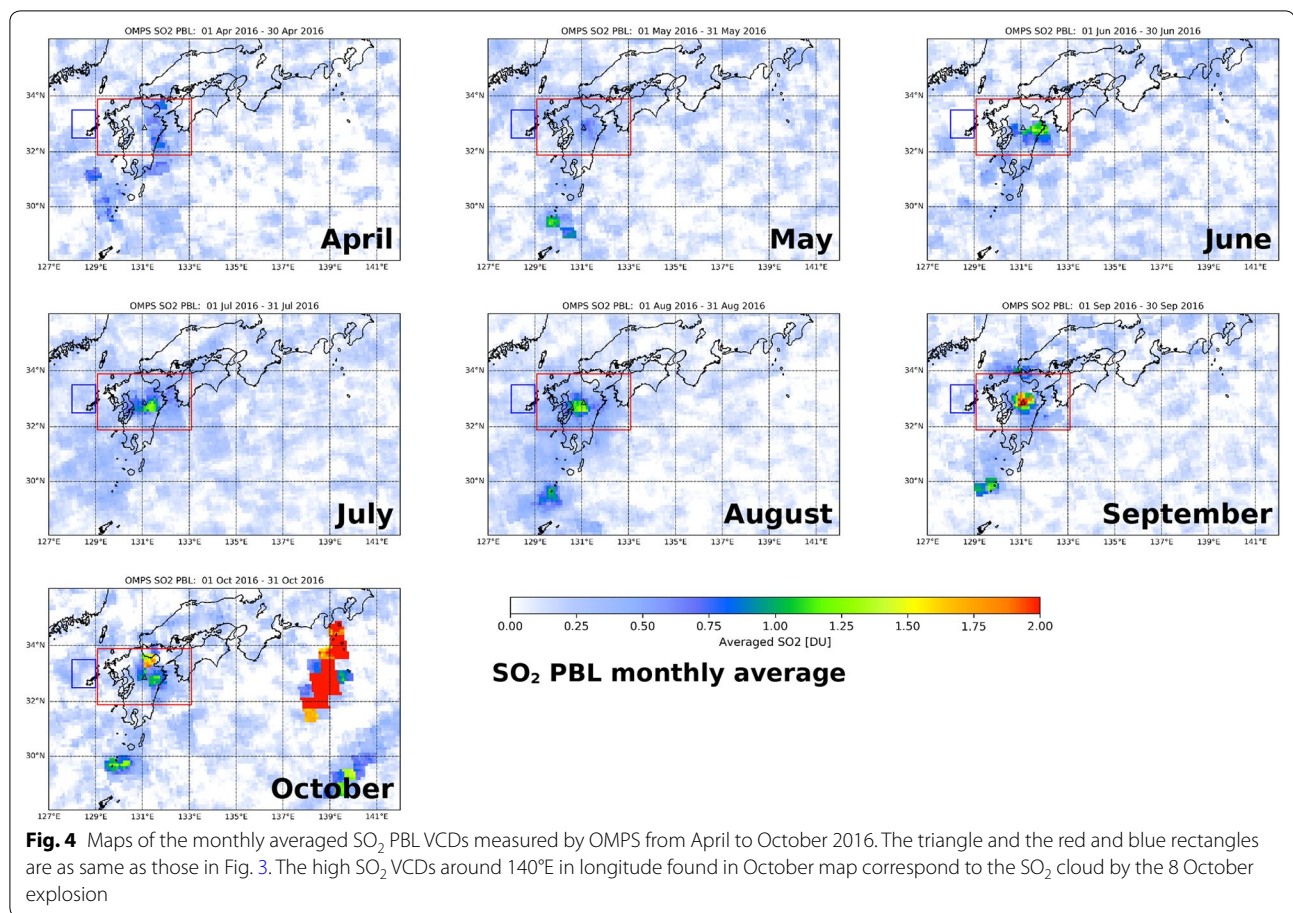 OMPS SO2 PBL: 01 Apr 2016 - 30 Apr 2016
34°N
32°N
30°N
April
127°E 129°E 131°E 133°E 135°E 137°E 139°E 141°E
OMPS SO2 PBL: 01 May 2016 - 31 May 2016
34°N
32°N
30°N
May
127°E 129°E 131°E 133°E 135°E 137°E 139°E 141°E
OMPS SO2 PBL: 01 Jun 2016 - 30 Jun 2016
34°N
32°N
30°N
June
127°E 129°E 131°E 133°E 135°E 137°E 139°E 141°E
OMPS SO2 PBL: 01 Jul 2016 - 31 Jul 2016
34°N
32°N
30°N
July
127°E 129°E 131°E 133°E 135°E 137°E 139°E 141°E
OMPS SO2 PBL: 01 Aug 2016 - 31 Aug 2016
34°N
32°N
30°N
August
127°E 129°E 131°E 133°E 135°E 137°E 139°E 141°E
OMPS SO2 PBL: 01 Sep 2016 - 30 Sep 2016
34°N
32°N
30°N
September
127°E 129°E 131°E 133°E 135°E 137°E 139°E 141°E
OMPS SO2 PBL: 01 Oct 2016 - 31 Oct 2016
34°N
32°N
30°N
October
127°E 129°E 131°E 133°E 135°E 137°E 139°E 141°E
0.00 0.25 0.50 0.75 1.00 1.25 1.50 1.75 2.00
Averaged SO2 [DU]
SO₂ PBL monthly average
Fig. 4 Maps of the monthly averaged SO₂ PBL VCDs measured by OMPS from April to October 2016. The triangle and the red and blue rectangles
are as same as those in Fig. 3. The high SO₂ VCDs around 140°E in longitude found in October map correspond to the SO₂ cloud by the 8 October
explosion